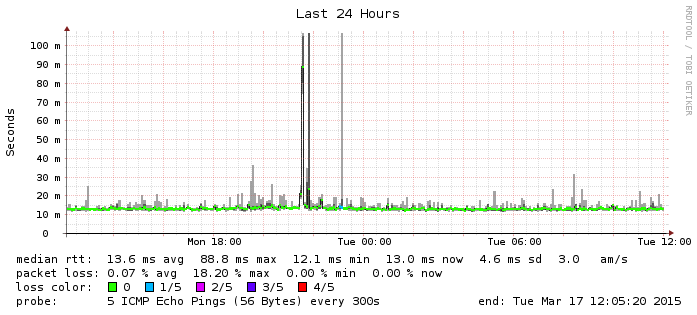 Last 24 Hours
RRDTOOL / TOBI OETIKER
Seconds
100 m
90 m
80 m
70 m
60 m
50 m
40 m
30 m
20 m
10 m
0
Mon 18:00 Tue 00:00 Tue 06:00 Tue 12:00
median rtt: 13.6 ms avg 88.8 ms max 12.1 ms min 13.0 ms now 4.6 ms sd 3.0 am/s
packet loss: 0.07 % avg 18.20 % max 0.00 % min 0.00 % now
loss color: 0 1/5 2/5 3/5 4/5
probe: 5 ICMP Echo Pings (56 Bytes) every 300s end: Tue Mar 17 12:05:20 2015